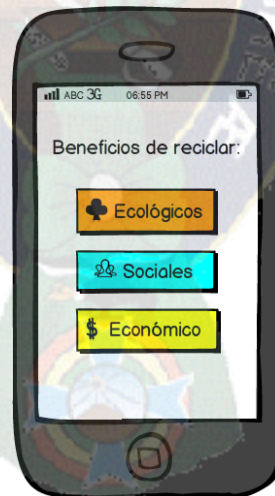 ABC 3G 06:55 PM
Beneficios de reciclar:
Ecológicos
Sociales
$ Económico